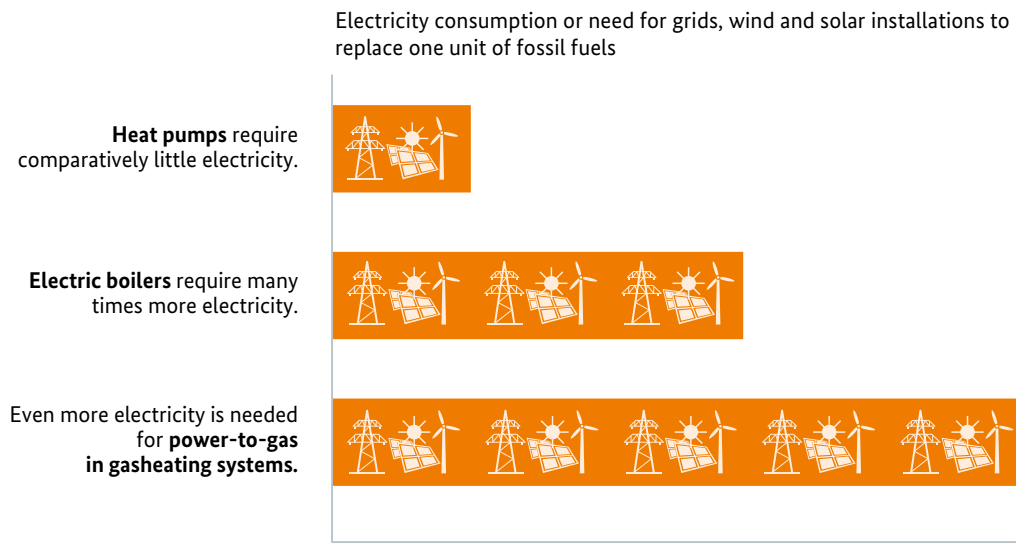 Electricity consumption or need for grids, wind and solar installations to
replace one unit of fossil fuels
Heat pumps require
comparatively little electricity.
Electric boilers require many
times more electricity.
Even more electricity is needed
for power-to-gas
in gasheating systems.